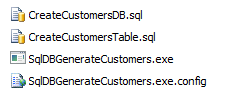 CreateCustomersDB.sql
CreateCustomersTable.sql
SqlDBGenerateCustomers.exe
SqlDBGenerateCustomers.exe.config